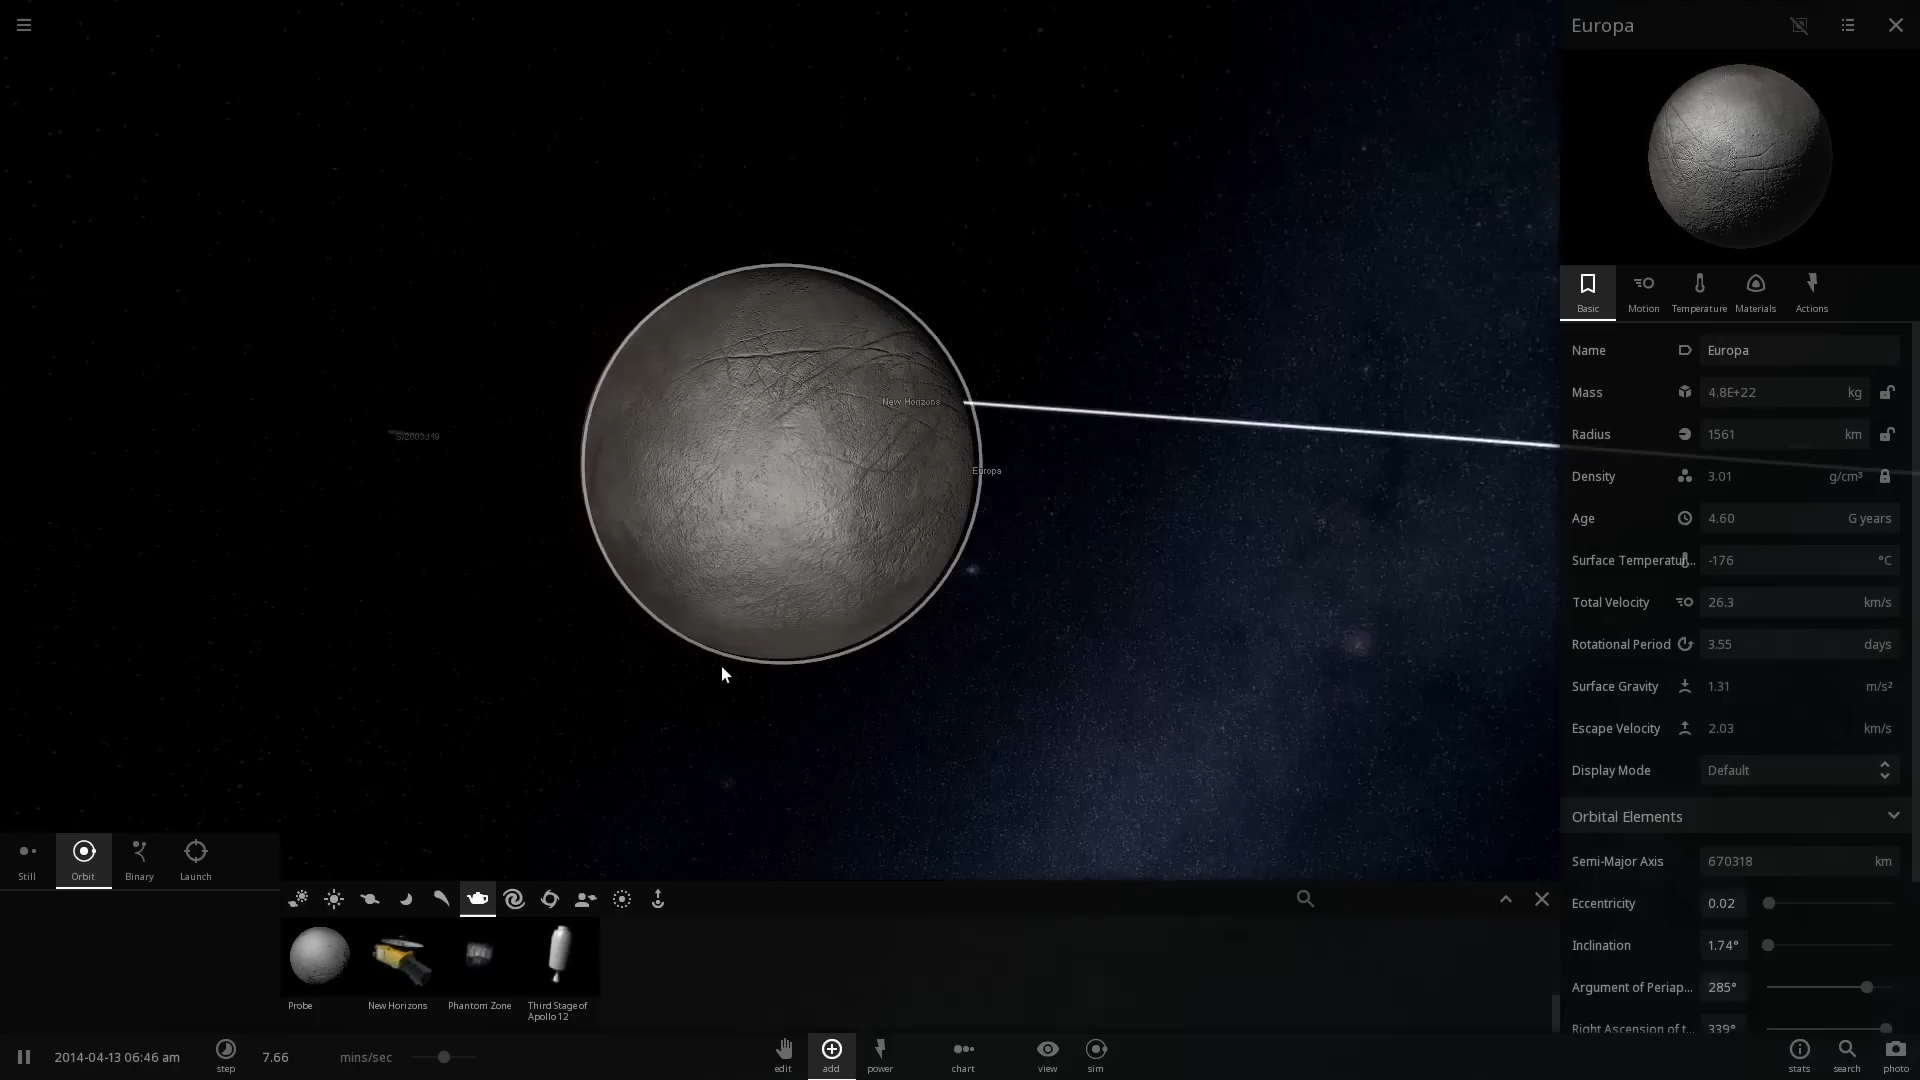 Europa
Basic
Motion
Temperature
Materials
Actions
Name
Europa
Mass
4.8E+22
kg
Radius
1561
km
Density
3.01
g/cm³
Age
4.60
G years
Surface Temperatur...
-176
°C
Total Velocity
26.3
km/s
Rotational Period
3.55
days
Surface Gravity
1.31
m/s²
Escape Velocity
2.03
km/s
Display Mode
Default
Orbital Elements
Semi-Major Axis
670318
km
Eccentricity
0.02
Inclination
1.74°
Argument of Periap...
285°
Right Ascension of t...
339°
New Horizons
S/2003J19
Europa
Still
Orbit
Binary
Launch
Probe
New Horizons
Phantom Zone
Third Stage of
Apollo 12
2014-04-13 06:46 am
step
7.66
mins/sec
edit
add
power
chart
view
sim
stats
search
photo